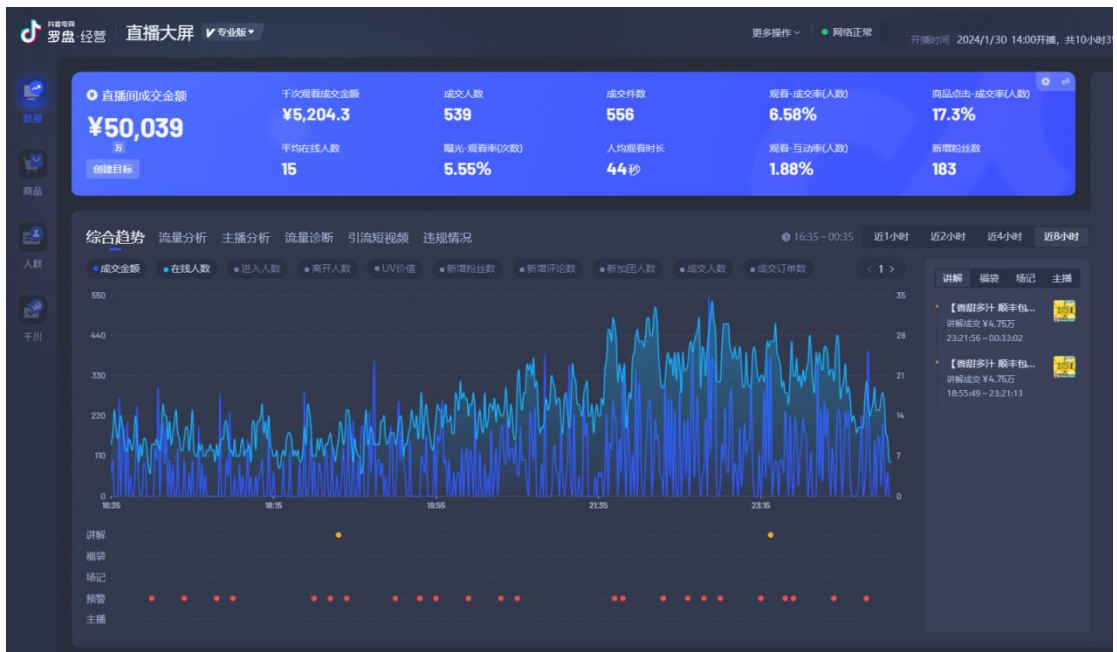 抖音电商
罗盘·经营 直播大屏 专业版
更多操作 网络正常 开播时间 2024/1/30 14:00开播，共10小时35
数据
商品
人群
千川
直播间成交金额
¥50,039
万
创建目标
千次观看成交金额 成交人数 成交件数 观看-成交率(人数) 商品点击-成交率(人数)
¥5,204.3 539 556 6.58% 17.3%
平均在线人数 曝光-观看率(次数) 人均观看时长 观看-互动率(人数) 新增粉丝数
15 5.55% 44秒 1.88% 183
综合趋势 流量分析 主播分析 流量诊断 引流短视频 违规情况 16:35~00:35 近1小时 近2小时 近4小时 近8小时
成交金额 在线人数 进入人数 离开人数 UV价值 新增粉丝数 新增评论数 新加团人数 成交人数 成交订单数 < 1 >
550 35
440 28
330 21
220 14
110 7
0 0
16:35 18:15 19:55 21:35 23:15
讲解
福袋
场记
预警
主播
讲解 福袋 场记 主播
【香甜多汁 顺丰包...
讲解成交 ¥4.75万
23:21:56~00:33:02
【香甜多汁 顺丰包...
讲解成交 ¥4.75万
18:55:49~23:21:13